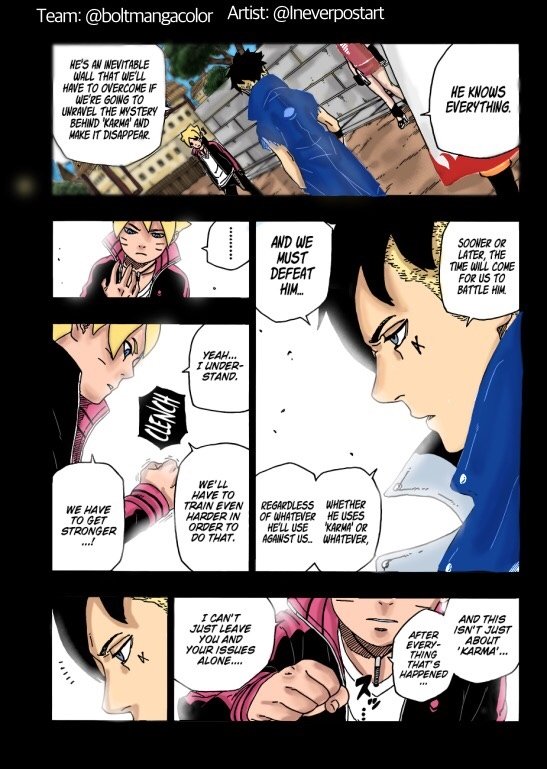 Team: @boltmangacolor Artist: @Ineverpostart
HE KNOWS
EVERYTHING.
HE'S AN INEVITABLE
WALL THAT WE'LL
HAVE TO OVERCOME IF
WE'RE GOING TO
UNRAVEL THE MYSTERY
BEHIND 'KARMA' AND
MAKE IT DISAPPEAR.
SOONER OR
LATER, THE
TIME WILL COME
FOR US TO
BATTLE HIM.
AND WE
MUST
DEFEAT
HIM...
WHETHER
HE USES
'KARMA' OR
WHATEVER,
REGARDLESS
OF WHATEVER
HE'LL USE
AGAINST US..
.........
YEAH...
I UNDER-
STAND.
CLENCH
WE'LL
HAVE TO
TRAIN EVEN
HARDER IN
ORDER TO
DO THAT.
WE HAVE
TO GET
STRONGER
...!
AND THIS
ISN'T JUST
ABOUT
'KARMA'...
AFTER
EVERY-
THING
THAT'S
HAPPENED
...
I CAN'T
JUST LEAVE
YOU AND
YOUR ISSUES
ALONE....
スッ